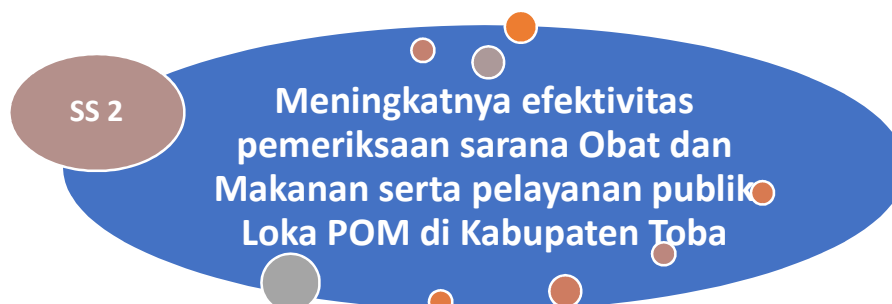 SS 2
Meningkatnya efektivitas
pemeriksaan sarana Obat dan
Makanan serta pelayanan publik
Loka POM di Kabupaten Toba